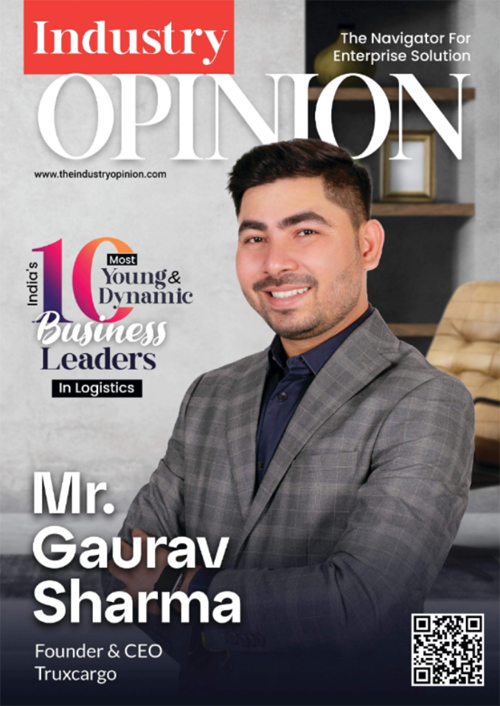 Industry
The Navigator For
Enterprise Solution
OPINION
www.theindustryopinion.com
India's
10
Most
Young &
Dynamic
Business
Leaders
In Logistics
Mr.
Gaurav
Sharma
Founder & CEO
Truxcargo